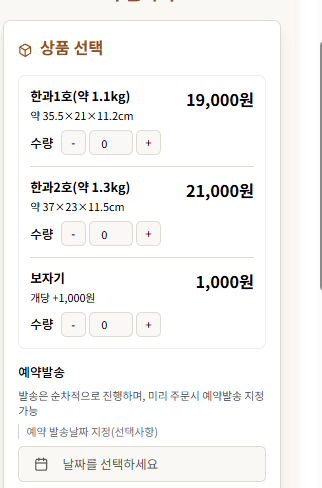 상품 선택
한과1호(약 1.1kg)
19,000원
약 35.5×21×11.2cm
수량 - 0 +
한과2호(약 1.3kg)
21,000원
약 37×23×11.5cm
수량 - 0 +
보자기
1,000원
개당 +1,000원
수량 - 0 +
예약발송
발송은 순차적으로 진행하며, 미리 주문시 예약발송 지정
가능
예약 발송날짜 지정(선택사항)
날짜를 선택하세요